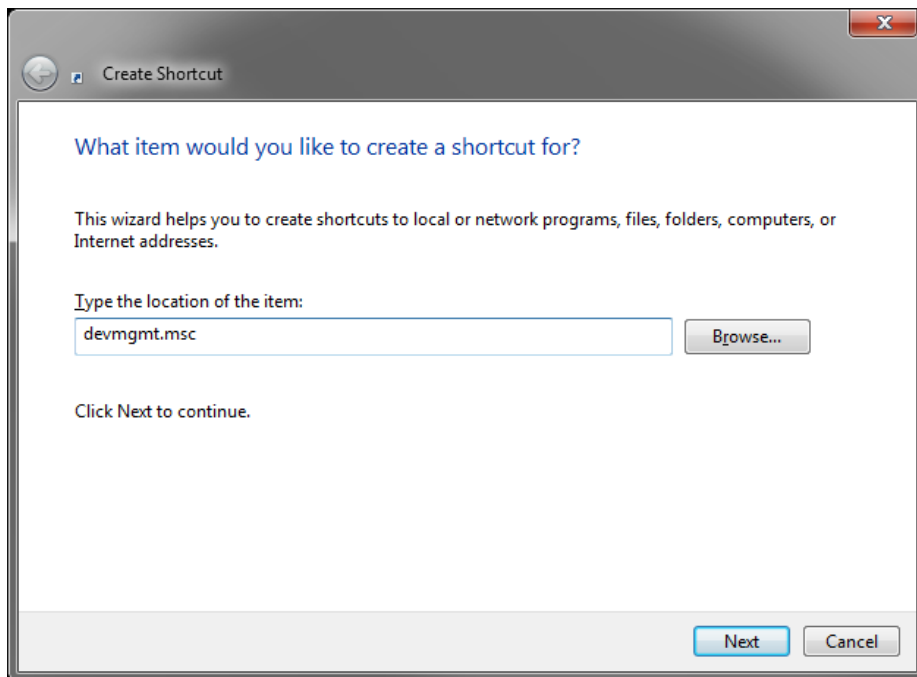 Create Shortcut
What item would you like to create a shortcut for?
This wizard helps you to create shortcuts to local or network programs, files, folders, computers, or
Internet addresses.
Type the location of the item:
devmgmt.msc
Browse...
Click Next to continue.
Next
Cancel